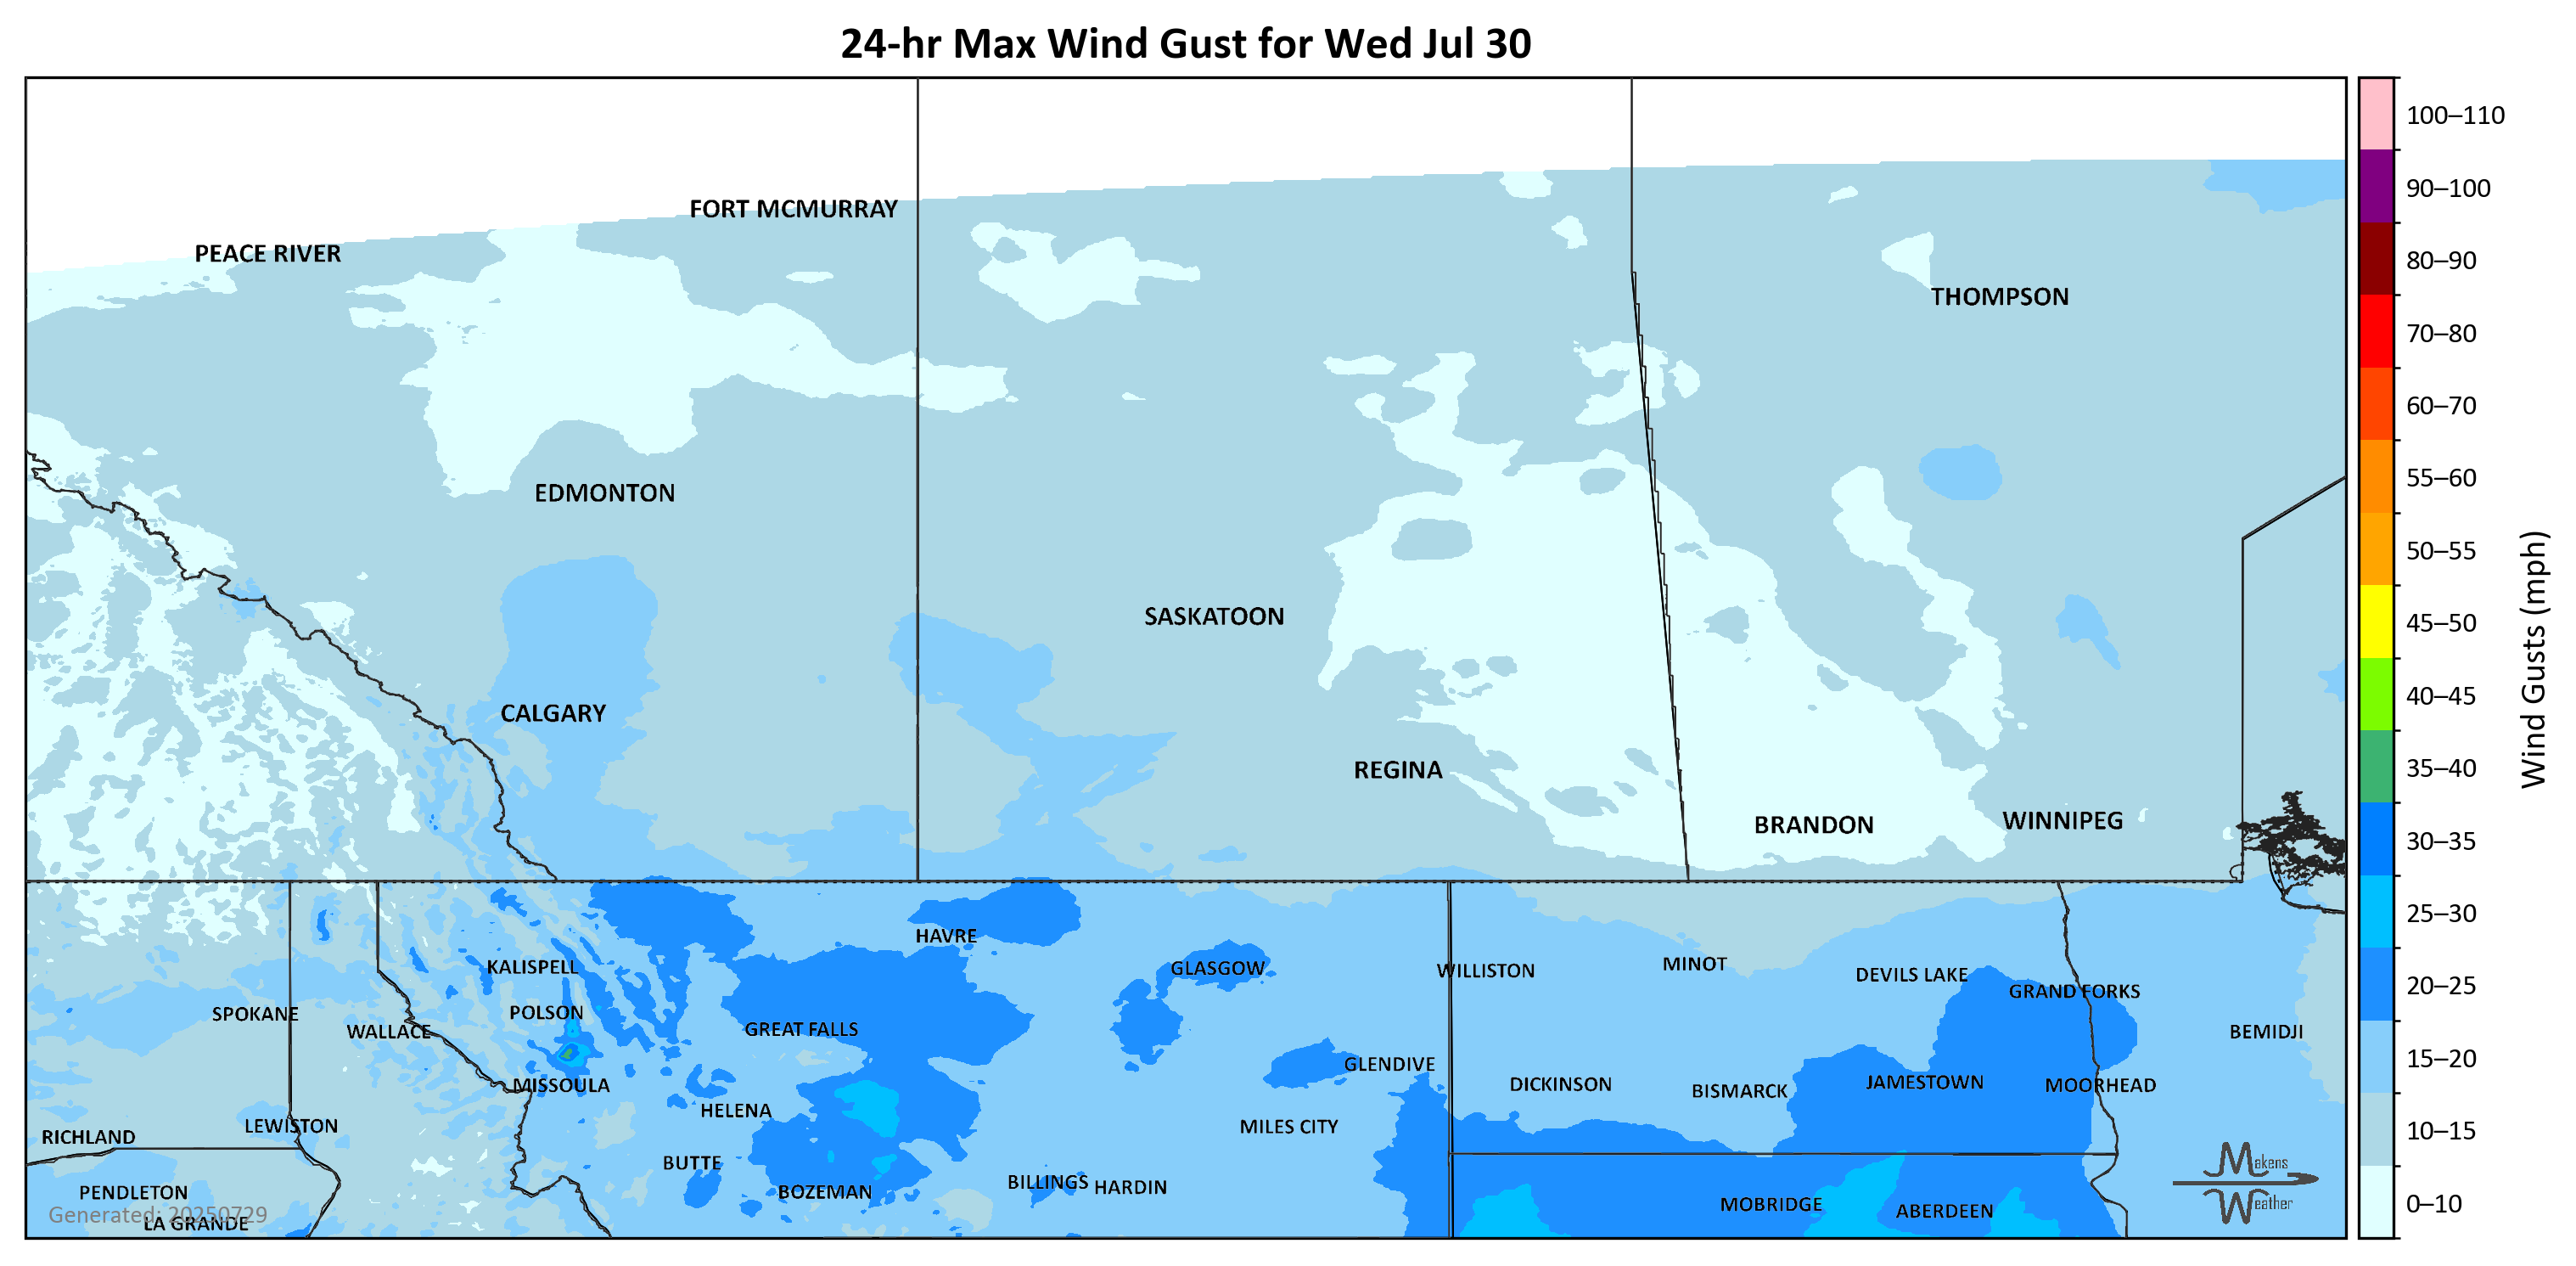 24-hr Max Wind Gust for Wed Jul 30
100–110
FORT MCMURRAY
90–100
PEACE RIVER
80–90
THOMPSON
70–80
60–70
55–60
EDMONTON
50–55
SASKATOON
45–50
Wind Gusts (mph)
CALGARY
40–45
REGINA
35–40
BRANDON
WINNIPEG
30–35
25–30
HAVRE
KALISPELL
GLASGOW
WILLISTON
MINOT
DEVILS LAKE
20–25
GRAND FORKS
SPOKANE
POLSON
WALLACE
GREAT FALLS
BEMIDJI
15–20
GLENDIVE
MISSOULA
DICKINSON
BISMARCK
JAMESTOWN
MOORHEAD
HELENA
LEWISTON
MILES CITY
10–15
RICHLAND
BUTTE
Makens
PENDLETON
BOZEMAN
BILLINGS
HARDIN
MOBRIDGE
ABERDEEN
Weather
0–10
Generated: 20250729
LA GRANDE